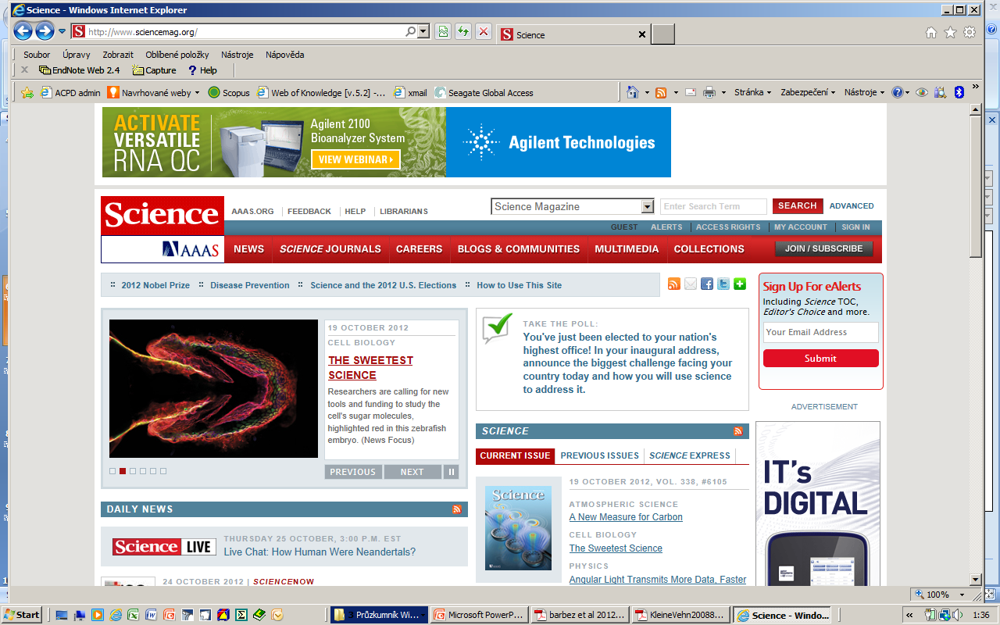 Science - Windows Internet Explorer
http://www.sciencemag.org/
Science
Soubor Úpravy Zobrazit Oblíbené položky Nástroje Nápověda
EndNote Web 2.4 Capture Help
ACPD admin Navrhované weby Scopus Web of Knowledge [v.5.2] -... xmail Seagate Global Access Stránka Zabezpečení Nástroje
ACTIVATE
VERSATILE
RNA QC
Agilent 2100
Bioanalyzer System
VIEW WEBINAR
Agilent Technologies
Science
AAAS.ORG FEEDBACK HELP LIBRARIANS
Science Magazine Enter Search Term SEARCH ADVANCED
GUEST ALERTS ACCESS RIGHTS MY ACCOUNT SIGN IN
AAAS NEWS SCIENCE JOURNALS CAREERS BLOGS & COMMUNITIES MULTIMEDIA COLLECTIONS JOIN / SUBSCRIBE
:: 2012 Nobel Prize :: Disease Prevention :: Science and the 2012 U.S. Elections :: How to Use This Site
19 OCTOBER 2012
CELL BIOLOGY
THE SWEETEST
SCIENCE
Researchers are calling for new
tools and funding to study the
cell's sugar molecules,
highlighted red in this zebrafish
embryo. (News Focus)
PREVIOUS NEXT
TAKE THE POLL:
You've just been elected to your nation's
highest office! In your inaugural address,
announce the biggest challenge facing your
country today and how you will use science
to address it.
Sign Up For eAlerts
Including Science TOC,
Editor's Choice and more.
Your Email Address
Submit
ADVERTISEMENT
IT's
DIGITAL
DAILY NEWS
Science LIVE
THURSDAY 25 OCTOBER, 3:00 P.M. EST
Live Chat: How Human Were Neandertals?
24 OCTOBER 2012 | SCIENCENOW
SCIENCE
CURRENT ISSUE PREVIOUS ISSUES SCIENCE EXPRESS
Science
AAAS
19 OCTOBER 2012, VOL. 338, #6105
ATMOSPHERIC SCIENCE
A New Measure for Carbon
CELL BIOLOGY
The Sweetest Science
PHYSICS
Angular Light Transmits More Data, Faster
100%
Start 3 Průzkumník Wi... Microsoft PowerP... barbez et al 2012... KleineVehn20088... Science - Windo... 1:36